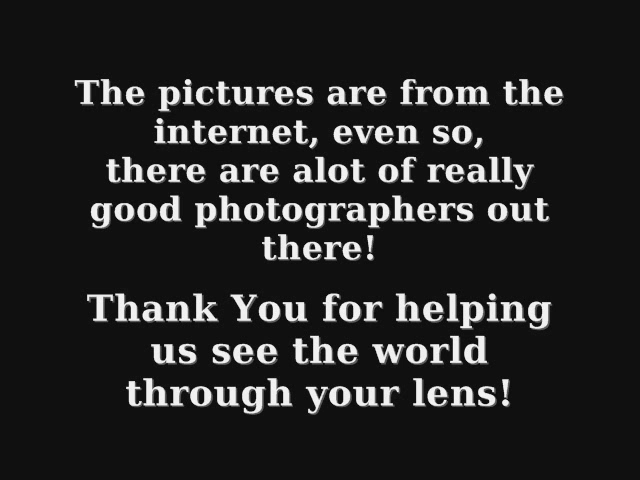 The pictures are from the
internet, even so,
there are alot of really
good photographers out
there!
Thank You for helping
us see the world
through your lens!